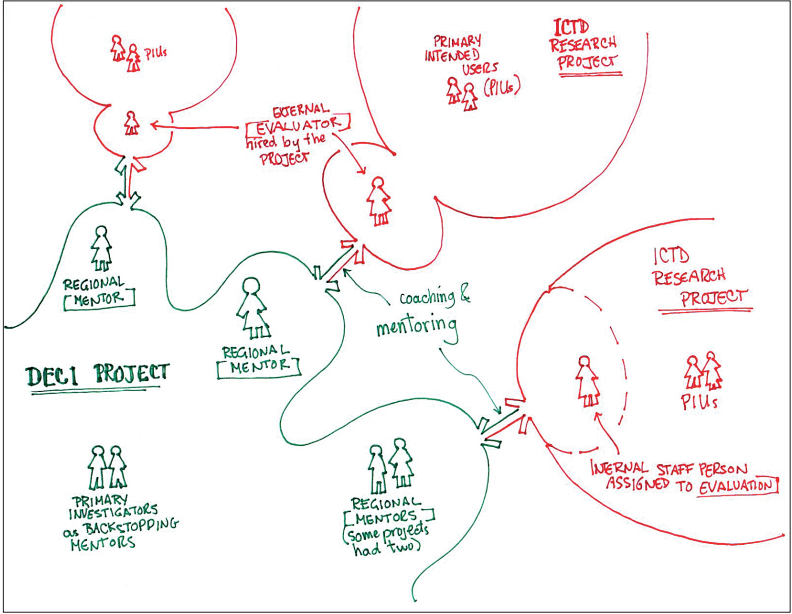 PIUs
EXTERNAL
EVALUATOR
hired by the
PROJECT
PRIMARY
INTENDED
USERS
(PIUs)
ICTD
RESEARCH
PROJECT
REGIONAL
MENTOR
REGIONAL
MENTOR
coaching &
mentoring
ICTD
RESEARCH
PROJECT
PIUs
INTERNAL STAFF PERSON
ASSIGNED TO EVALUATION
DECI PROJECT
PRIMARY
INVESTIGATORS
as BACKSTOPPING
MENTORS
REGIONAL
MENTORS
(some projects
had two)